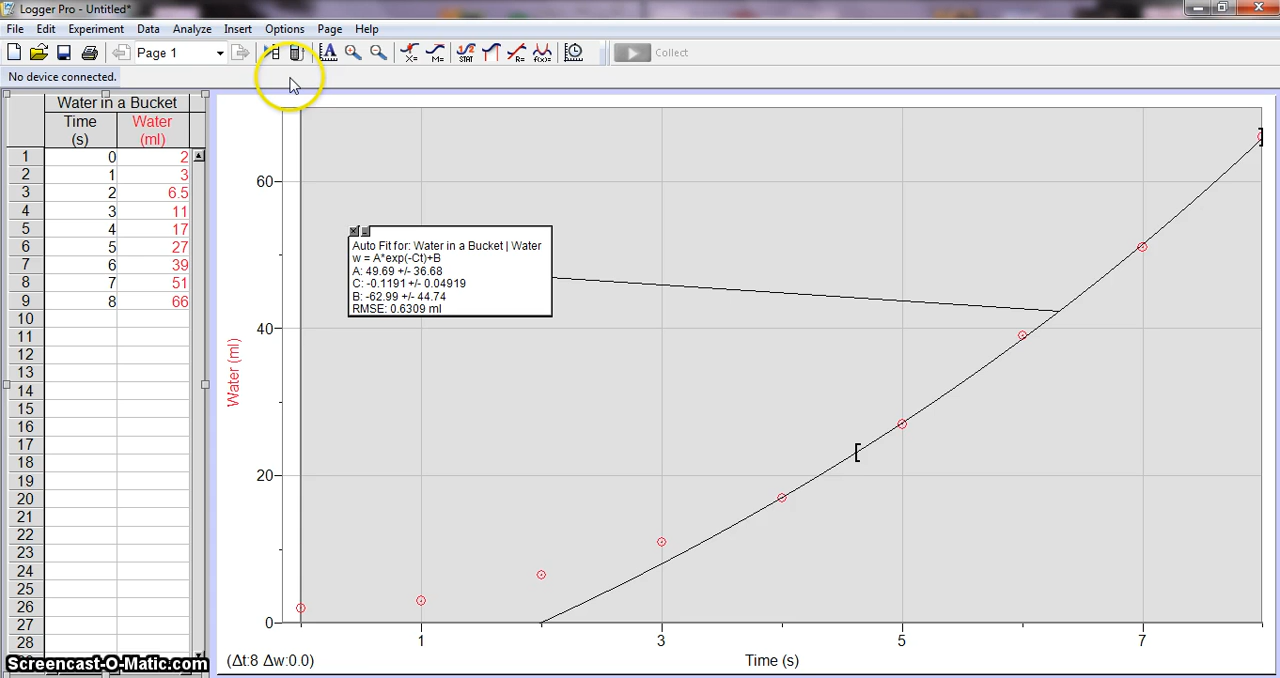 Logger Pro - Untitled*
File Edit Experiment Data Analyze Insert Options Page Help
Page 1
X= M= STAT R= f(x)= Collect
No device connected.
Water in a Bucket
Time (s) Water (ml)
1 0 2
2 1 3
3 2 6.5
4 3 11
5 4 17
6 5 27
7 6 39
8 7 51
9 8 66
10
11
12
13
14
15
16
17
18
19
20
21
22
23
24
25
26
27
28
60
40
20
0
Water (ml)
Auto Fit for: Water in a Bucket | Water
w = A*exp(-Ct)+B
A: 49.69 +/- 36.68
C: -0.1191 +/- 0.04919
B: -62.99 +/- 44.74
RMSE: 0.6309 ml
1 3 5 7
(Δt:8 Δw:0.0)
Time (s)
Screencast-O-Matic.com